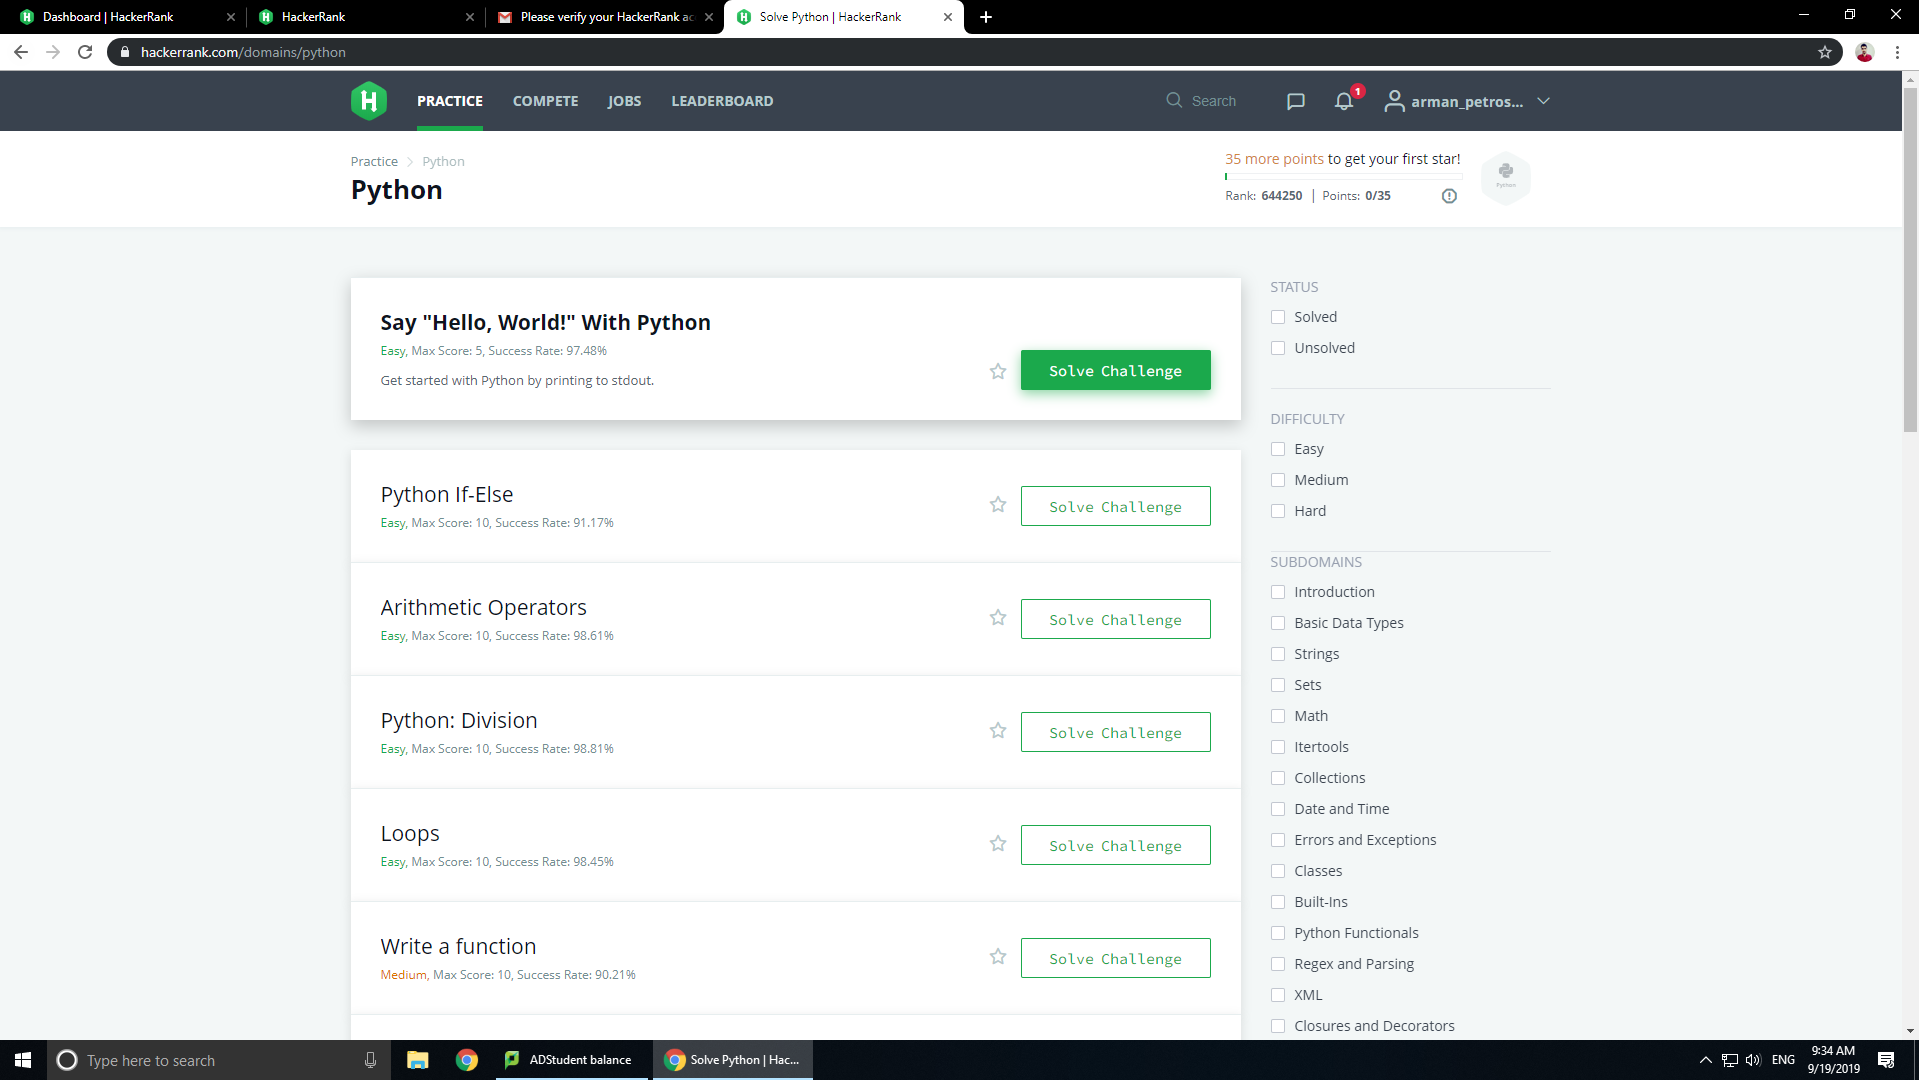 Dashboard | HackerRank
HackerRank
Please verify your HackerRank ac
Solve Python | HackerRank
hackerrank.com/domains/python
H
PRACTICE
COMPETE
JOBS
LEADERBOARD
Search
1
arman_petros...
Practice
Python
Python
35 more points to get your first star!
Rank: 644250 | Points: 0/35
Python
Say "Hello, World!" With Python
Easy, Max Score: 5, Success Rate: 97.48%
Get started with Python by printing to stdout.
Solve Challenge
Python If-Else
Easy, Max Score: 10, Success Rate: 91.17%
Solve Challenge
Arithmetic Operators
Easy, Max Score: 10, Success Rate: 98.61%
Solve Challenge
Python: Division
Easy, Max Score: 10, Success Rate: 98.81%
Solve Challenge
Loops
Easy, Max Score: 10, Success Rate: 98.45%
Solve Challenge
Write a function
Medium, Max Score: 10, Success Rate: 90.21%
Solve Challenge
STATUS
Solved
Unsolved
DIFFICULTY
Easy
Medium
Hard
SUBDOMAINS
Introduction
Basic Data Types
Strings
Sets
Math
Itertools
Collections
Date and Time
Errors and Exceptions
Classes
Built-Ins
Python Functionals
Regex and Parsing
XML
Closures and Decorators
Type here to search
ADStudent balance
Solve Python | Hac...
ENG
9:34 AM
9/19/2019